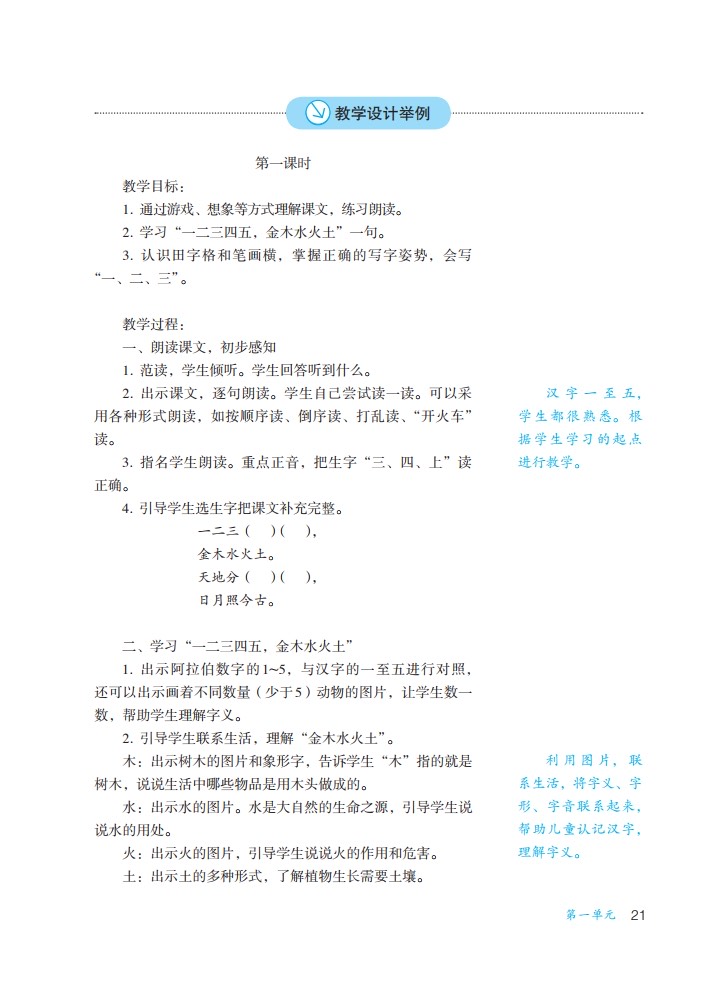 教学设计举例
第一课时
教学目标：
1. 通过游戏、想象等方式理解课文，练习朗读。
2. 学习“一二三四五，金木水火土”一句。
3. 认识田字格和笔画横，掌握正确的写字姿势，会写
“一、二、三”。
教学过程：
一、朗读课文，初步感知
1. 范读，学生倾听。学生回答听到什么。
2. 出示课文，逐句朗读。学生自己尝试读一读。可以采
用各种形式朗读，如按顺序读、倒序读、打乱读、“开火车”
读。
3. 指名学生朗读。重点正音，把生字“三、四、上”读
正确。
4. 引导学生选生字把课文补充完整。
一二三（ ）（ ），
金木水火土。
天地分（ ）（ ），
日月照今古。
汉字一至五，
学生都很熟悉。根
据学生学习的起点
进行教学。
二、学习“一二三四五，金木水火土”
1. 出示阿拉伯数字的1~5，与汉字的一至五进行对照，
还可以出示画着不同数量（少于5）动物的图片，让学生数一
数，帮助学生理解字义。
2. 引导学生联系生活，理解“金木水火土”。
木：出示树木的图片和象形字，告诉学生“木”指的就是
树木，说说生活中哪些物品是用木头做成的。
水：出示水的图片。水是大自然的生命之源，引导学生说
说水的用处。
火：出示火的图片，引导学生说说火的作用和危害。
土：出示土的多种形式，了解植物生长需要土壤。
利用图片，联
系生活，将字义、字
形、字音联系起来，
帮助儿童认记汉字，
理解字义。
第一单元 21